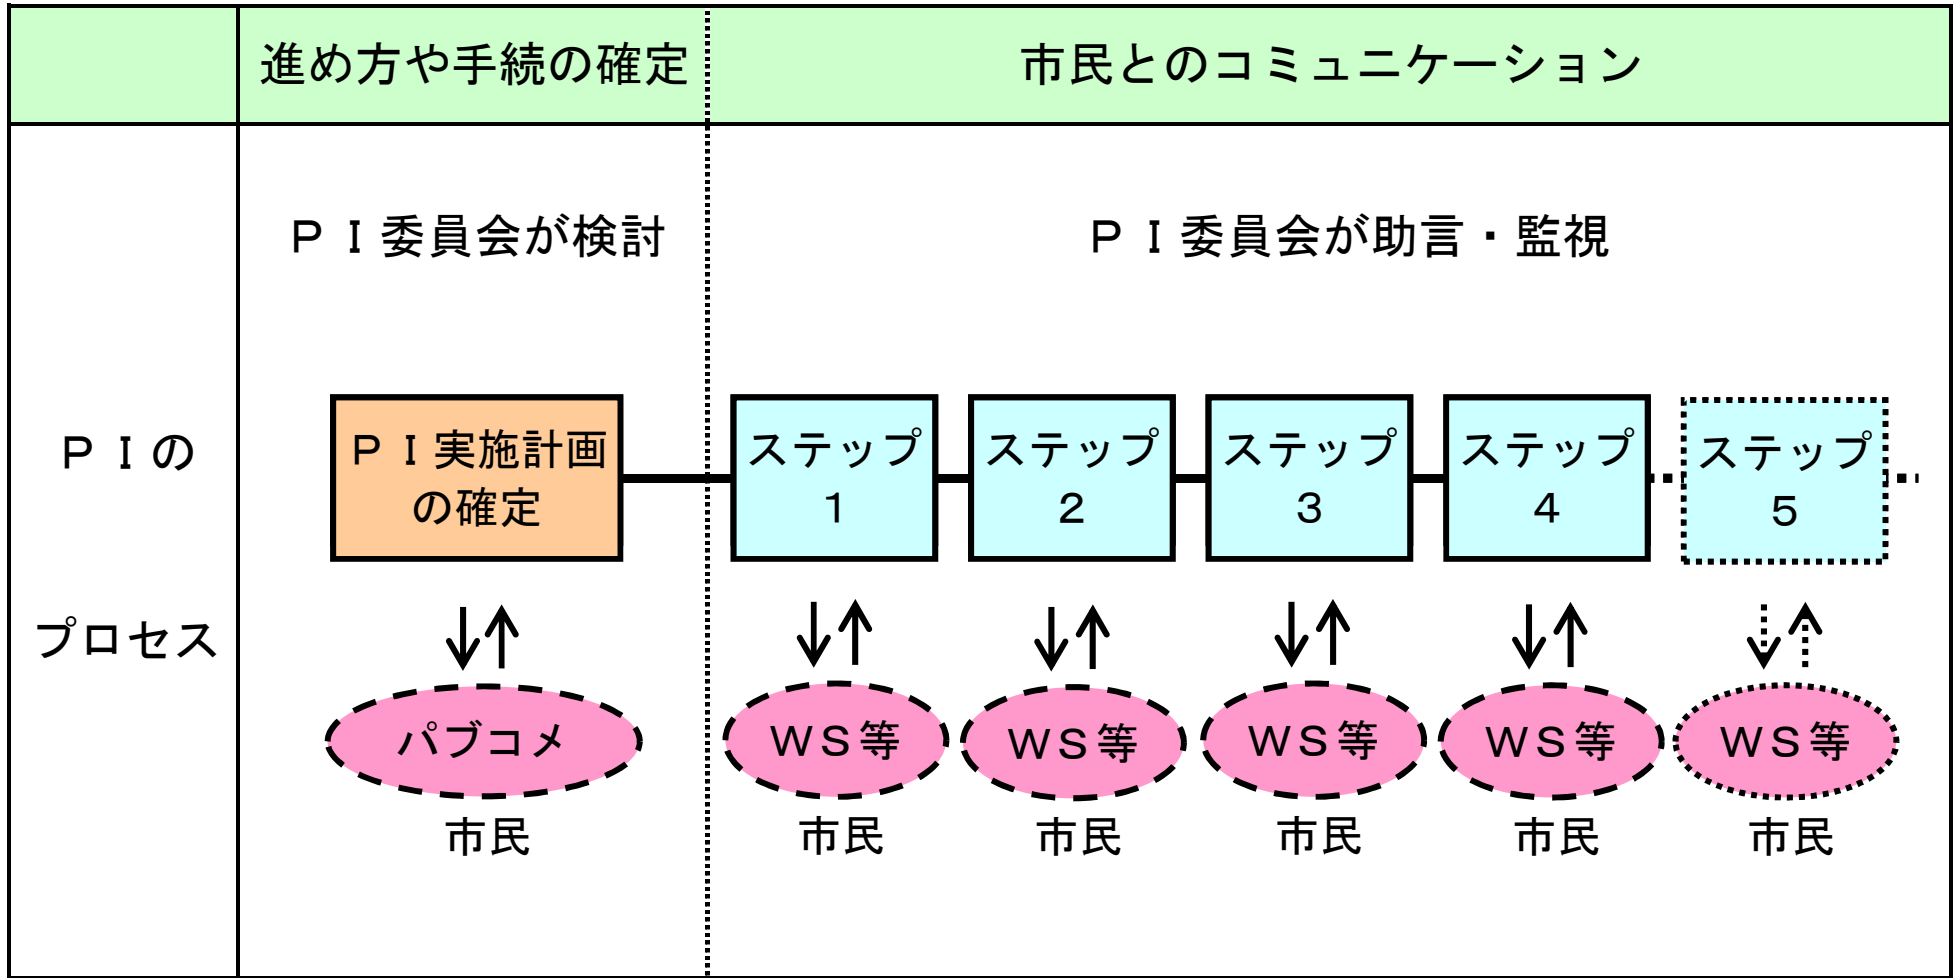 進め方や手続の確定
市民とのコミュニケーション
ＰＩ委員会が検討
ＰＩ委員会が助言・監視
ＰＩの
プロセス
ＰＩ実施計画
の確定
ステップ
１
ステップ
２
ステップ
３
ステップ
４
ステップ
５
パブコメ
ＷＳ等
ＷＳ等
ＷＳ等
ＷＳ等
ＷＳ等
市民
市民
市民
市民
市民
市民